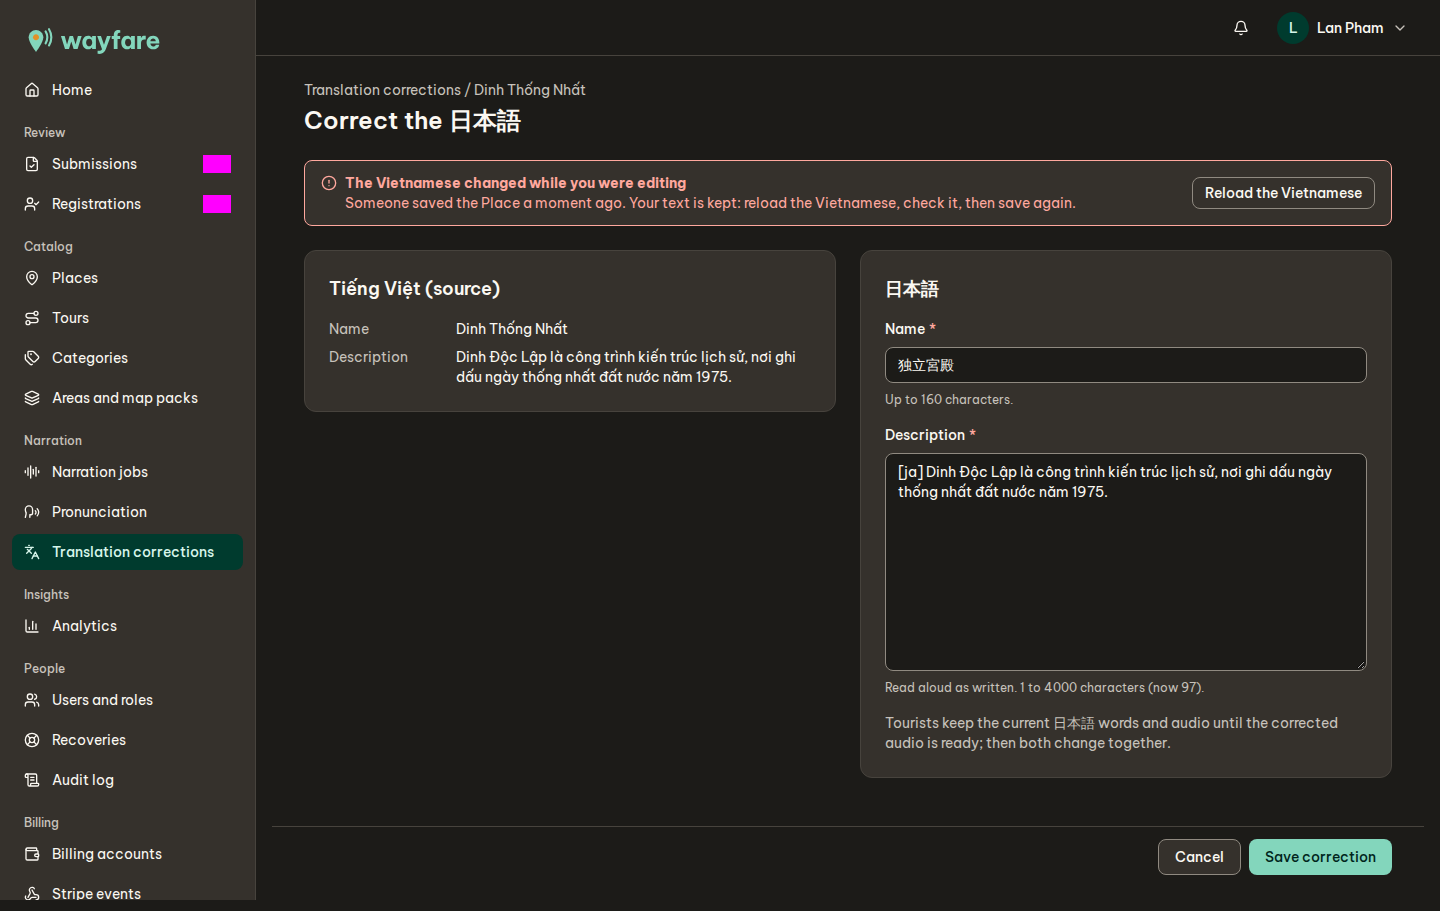 wayfare
Home
Review
Submissions
Registrations
Catalog
Places
Tours
Categories
Areas and map packs
Narration
Narration jobs
Pronunciation
Translation corrections
Insights
Analytics
People
Users and roles
Recoveries
Audit log
Billing
Billing accounts
Stripe events
L
Lan Pham
Translation corrections / Dinh Thống Nhất
Correct the 日本語
The Vietnamese changed while you were editing
Someone saved the Place a moment ago. Your text is kept: reload the Vietnamese, check it, then save again.
Reload the Vietnamese
Tiếng Việt (source)
Name
Dinh Thống Nhất
Description
Dinh Độc Lập là công trình kiến trúc lịch sử, nơi ghi
dấu ngày thống nhất đất nước năm 1975.
日本語
Name *
独立宮殿
Up to 160 characters.
Description *
[ja] Dinh Độc Lập là công trình kiến trúc lịch sử, nơi ghi dấu ngày
thống nhất đất nước năm 1975.
Read aloud as written. 1 to 4000 characters (now 97).
Tourists keep the current 日本語 words and audio until the corrected
audio is ready; then both change together.
Cancel
Save correction